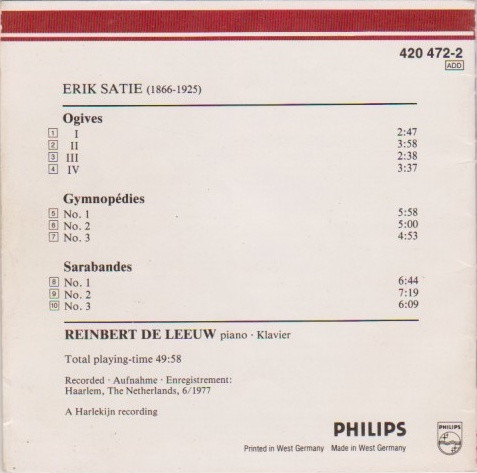 420 472-2
ADD
ERIK SATIE (1866-1925)
Ogives
1 I 2:47
2 II 3:58
3 III 2:38
4 IV 3:37
Gymnopédies
5 No. 1 5:58
6 No. 2 5:00
7 No. 3 4:53
Sarabandes
8 No. 1 6:44
9 No. 2 7:19
10 No. 3 6:09
REINBERT DE LEEUW piano · Klavier
Total playing-time 49:58
Recorded · Aufnahme · Enregistrement:
Haarlem, The Netherlands, 6/1977
A Harlekijn recording
PHILIPS
Printed in West Germany Made in West Germany